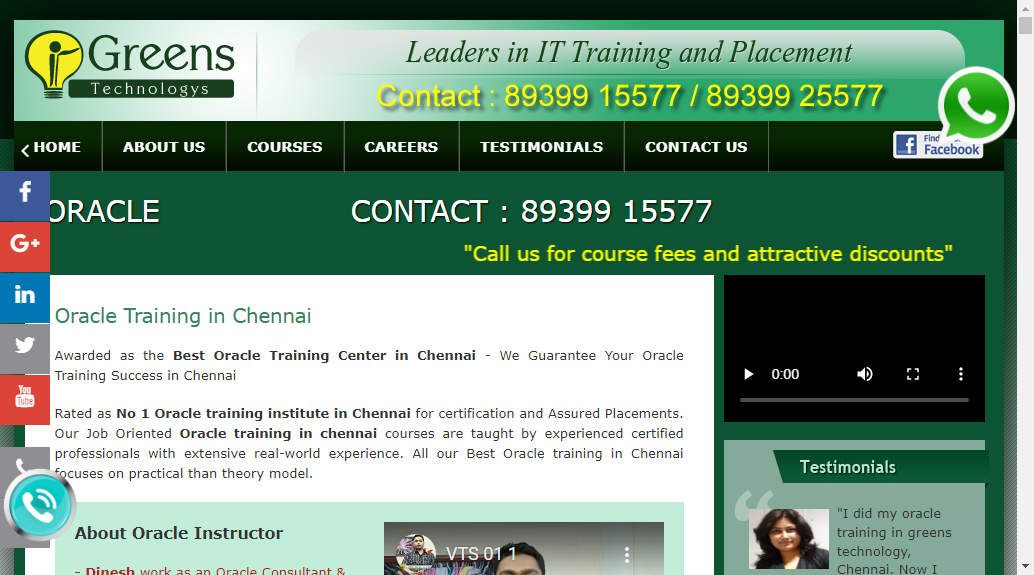 Greens
Technologys
Leaders in IT Training and Placement
Contact : 89399 15577 / 89399 25577
HOME
ABOUT US
COURSES
CAREERS
TESTIMONIALS
CONTACT US
Find
Facebook
ORACLE
CONTACT : 89399 15577
"Call us for course fees and attractive discounts"
You
Tube
Oracle Training in Chennai
Awarded as the Best Oracle Training Center in Chennai - We Guarantee Your Oracle
Training Success in Chennai
Rated as No 1 Oracle training institute in Chennai for certification and Assured Placements.
Our Job Oriented Oracle training in chennai courses are taught by experienced certified
professionals with extensive real-world experience. All our Best Oracle training in Chennai
focuses on practical than theory model.
About Oracle Instructor
- Dinesh work as an Oracle Consultant &
VTS 01 1
0:00
Testimonials
"I did my oracle
training in greens
technology,
Chennai. Now I